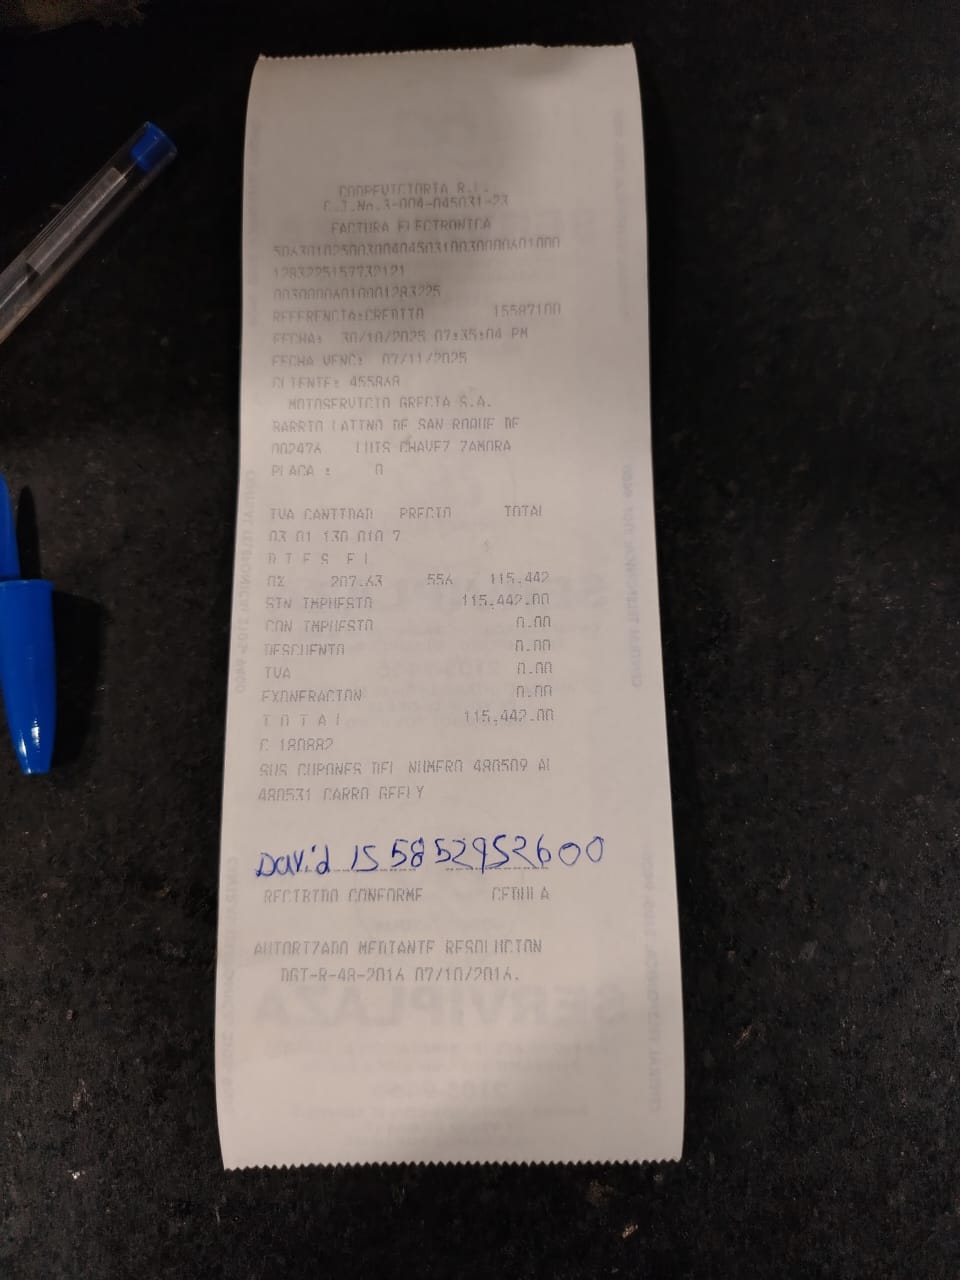 COOPEVICTORIA R.L.
C.J.No.3-004-045031-23
FACTURA ELECTRONICA
50630102500300404503100300000601000
1283225157732121
00300006010001283225
REFERENCIA:CREDITO 15587100
FECHA: 30/10/2025 07:35:04 PM
FECHA VENC: 07/11/2025
CLIENTE: 455868
MOTOSERVICIO GRECIA S.A.
BARRIO LATINO DE SAN ROQUE DE
002476 LUIS CHAVEZ ZAMORA
PLACA : 0
IVA CANTIDAD PRECIO TOTAL
03 01 130 010 7
D I E S E L
0% 207.63 556 115,442
SIN IMPUESTO 115,442.00
CON IMPUESTO 0.00
DESCUENTO 0.00
IVA 0.00
EXONERACION 0.00
T O T A L 115,442.00
C 180882
SUS CUPONES DEL NUMERO 480509 AL
480531 CARRO GEELY
David 155852952600
RECIBIDO CONFORME CEDULA
AUTORIZADO MEDIANTE RESOLUCION
DGT-R-48-2016 07/10/2016.
SERVIPLAZA